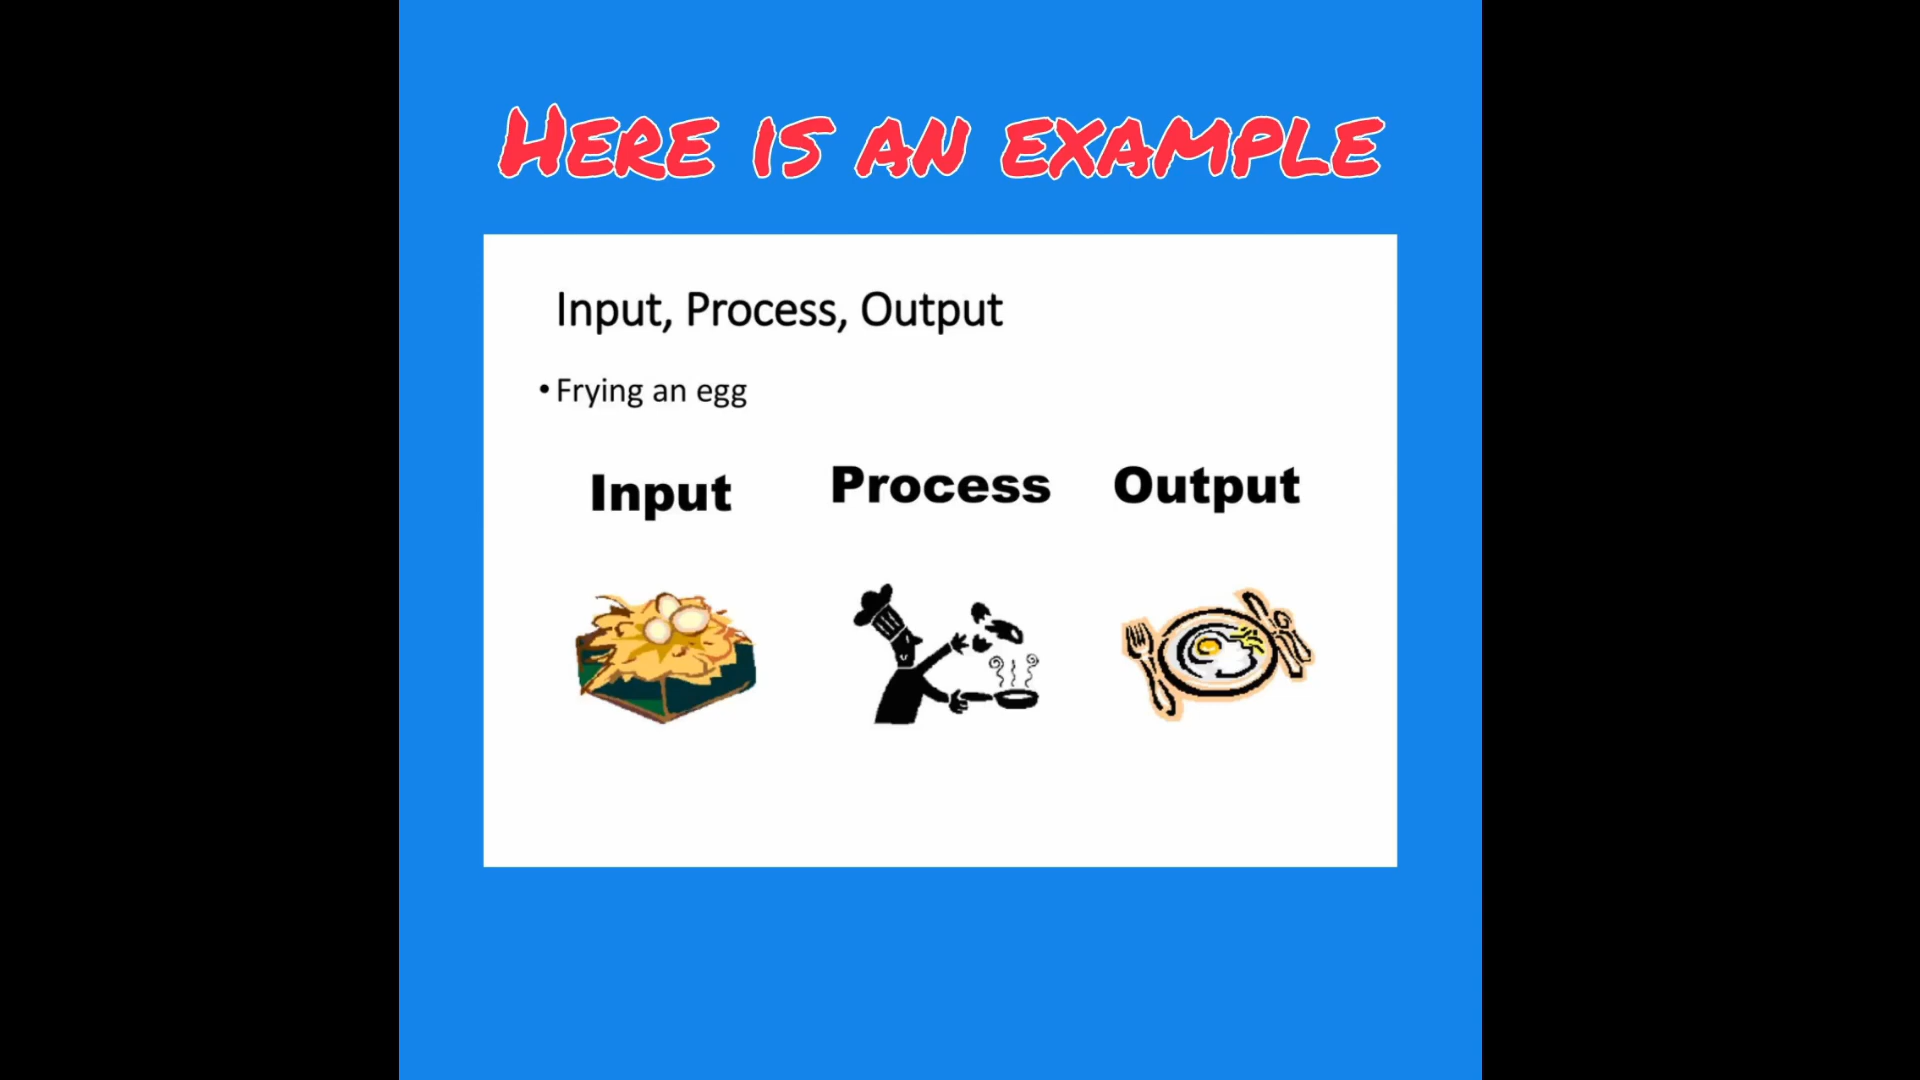 HERE IS AN EXAMPLE
Input, Process, Output
• Frying an egg
Input Process Output